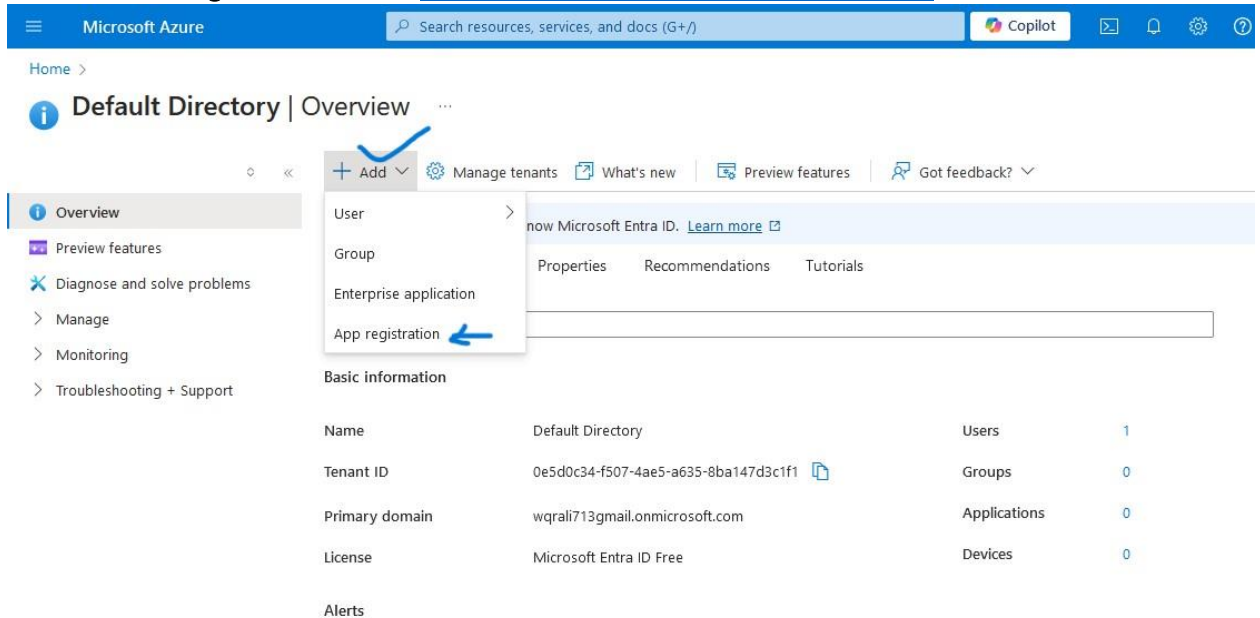 Microsoft Azure Search resources, services, and docs (G+/) Copilot
Home >
Default Directory | Overview ...
+ Add Manage tenants What's new Preview features Got feedback?
Overview
Preview features
Diagnose and solve problems
> Manage
> Monitoring
> Troubleshooting + Support
User >
Group
Enterprise application
App registration
now Microsoft Entra ID. Learn more
Properties Recommendations Tutorials
Basic information
Name Default Directory Users 1
Tenant ID 0e5d0c34-f507-4ae5-a635-8ba147d3c1f1 Groups 0
Primary domain wqrali713gmail.onmicrosoft.com Applications 0
License Microsoft Entra ID Free Devices 0
Alerts